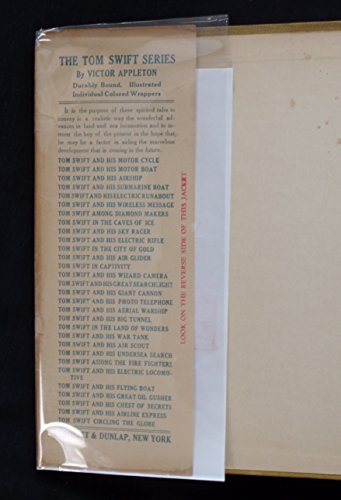 THE TOM SWIFT SERIES
By VICTOR APPLETON
Durably Bound. Illustrated
Individual Colored Wrappers
It is the purpose of these spirited tales to
convey in a realistic way the wonderful ad-
vances in land and sea locomotion and to in-
terest the boy of the present in the hope that
he may be a factor in aiding the marvelous
development that is coming in the future.
TOM SWIFT AND HIS MOTOR CYCLE
TOM SWIFT AND HIS MOTOR BOAT
TOM SWIFT AND HIS AIRSHIP
TOM SWIFT AND HIS SUBMARINE BOAT
TOM SWIFT AND HIS ELECTRIC RUNABOUT
TOM SWIFT AND HIS WIRELESS MESSAGE
TOM SWIFT AMONG DIAMOND MAKERS
TOM SWIFT IN THE CAVES OF ICE
TOM SWIFT AND HIS SKY RACER
TOM SWIFT AND HIS ELECTRIC RIFLE
TOM SWIFT IN THE CITY OF GOLD
TOM SWIFT AND HIS AIR GLIDER
TOM SWIFT IN CAPTIVITY
TOM SWIFT AND HIS WIZARD CAMERA
TOM SWIFT AND HIS GREAT SEARCHLIGHT
TOM SWIFT AND HIS GIANT CANNON
TOM SWIFT AND HIS PHOTO TELEPHONE
TOM SWIFT AND HIS AERIAL WARSHIP
TOM SWIFT AND HIS BIG TUNNEL
TOM SWIFT IN THE LAND OF WONDERS
TOM SWIFT AND HIS WAR TANK
TOM SWIFT AND HIS AIR SCOUT
TOM SWIFT AND HIS UNDERSEA SEARCH
TOM SWIFT AMONG THE FIRE FIGHTERS
TOM SWIFT AND HIS ELECTRIC LOCOMO-
TIVE
TOM SWIFT AND HIS FLYING BOAT
TOM SWIFT AND HIS GREAT OIL GUSHER
TOM SWIFT AND HIS CHEST OF SECRETS
TOM SWIFT AND HIS AIRLINE EXPRESS
TOM SWIFT CIRCLING THE GLOBE
& DUNLAP, NEW YORK
LOOK ON THE REVERSE SIDE OF THIS JACKET